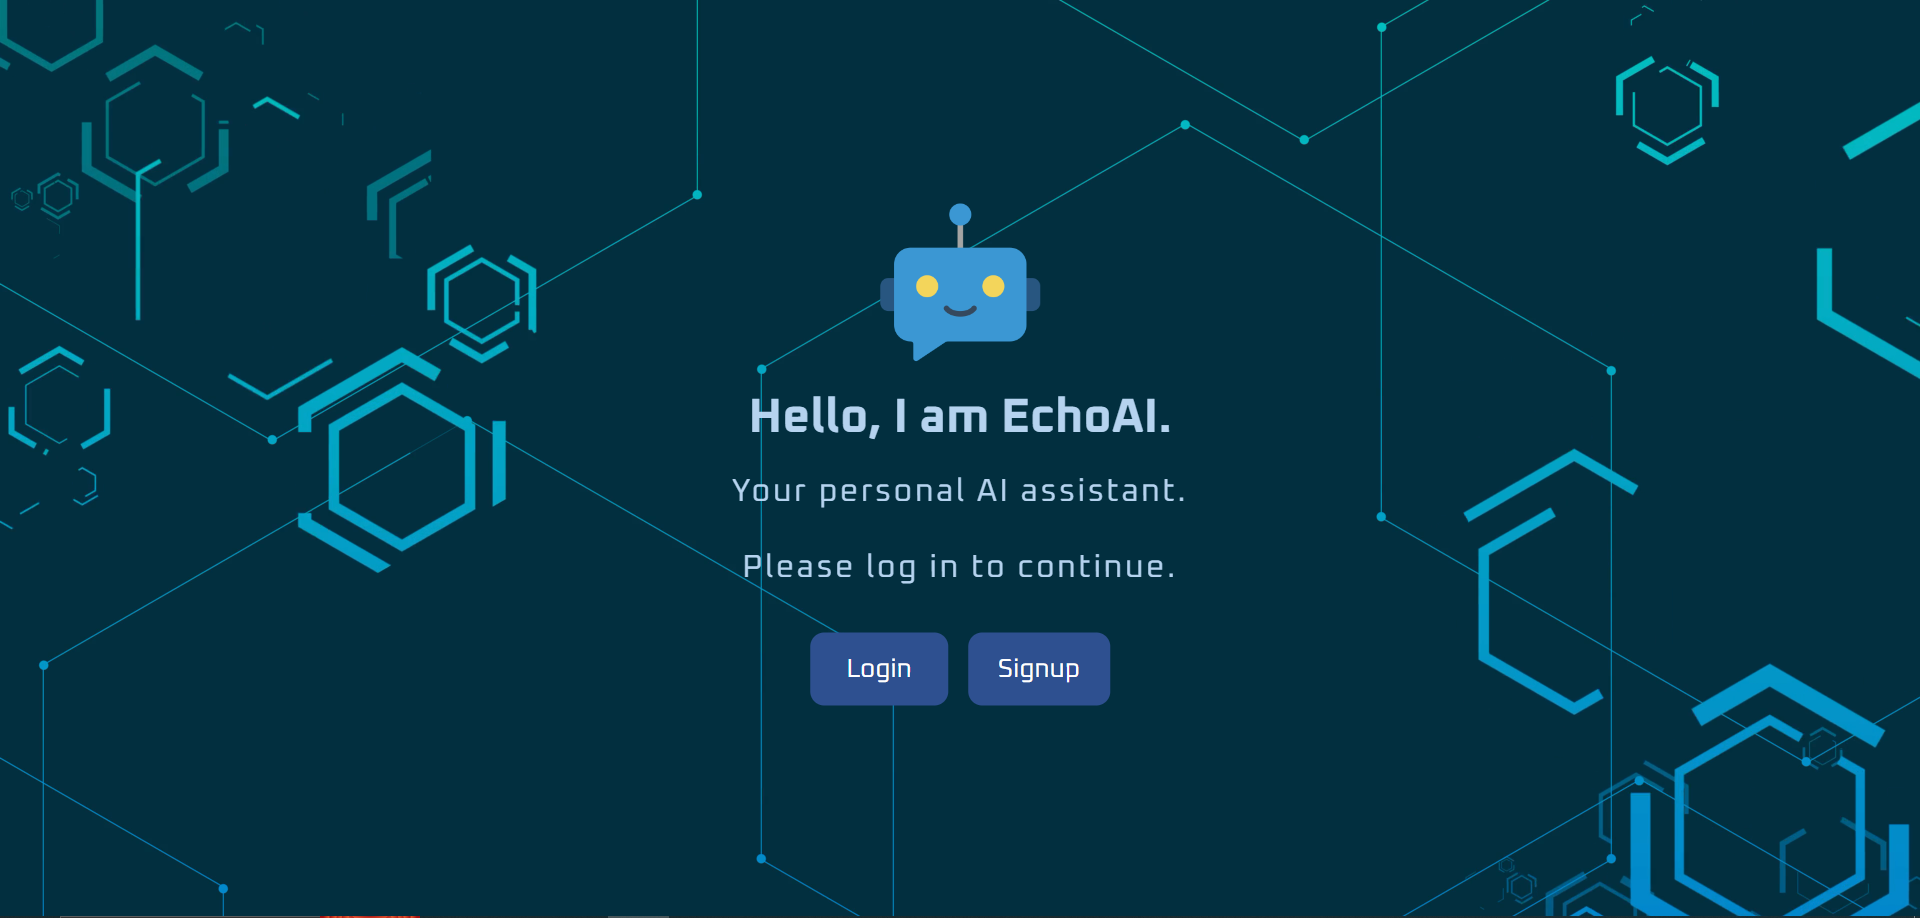 Hello, I am EchoAI.
Your personal AI assistant.
Please log in to continue.
Login
Signup